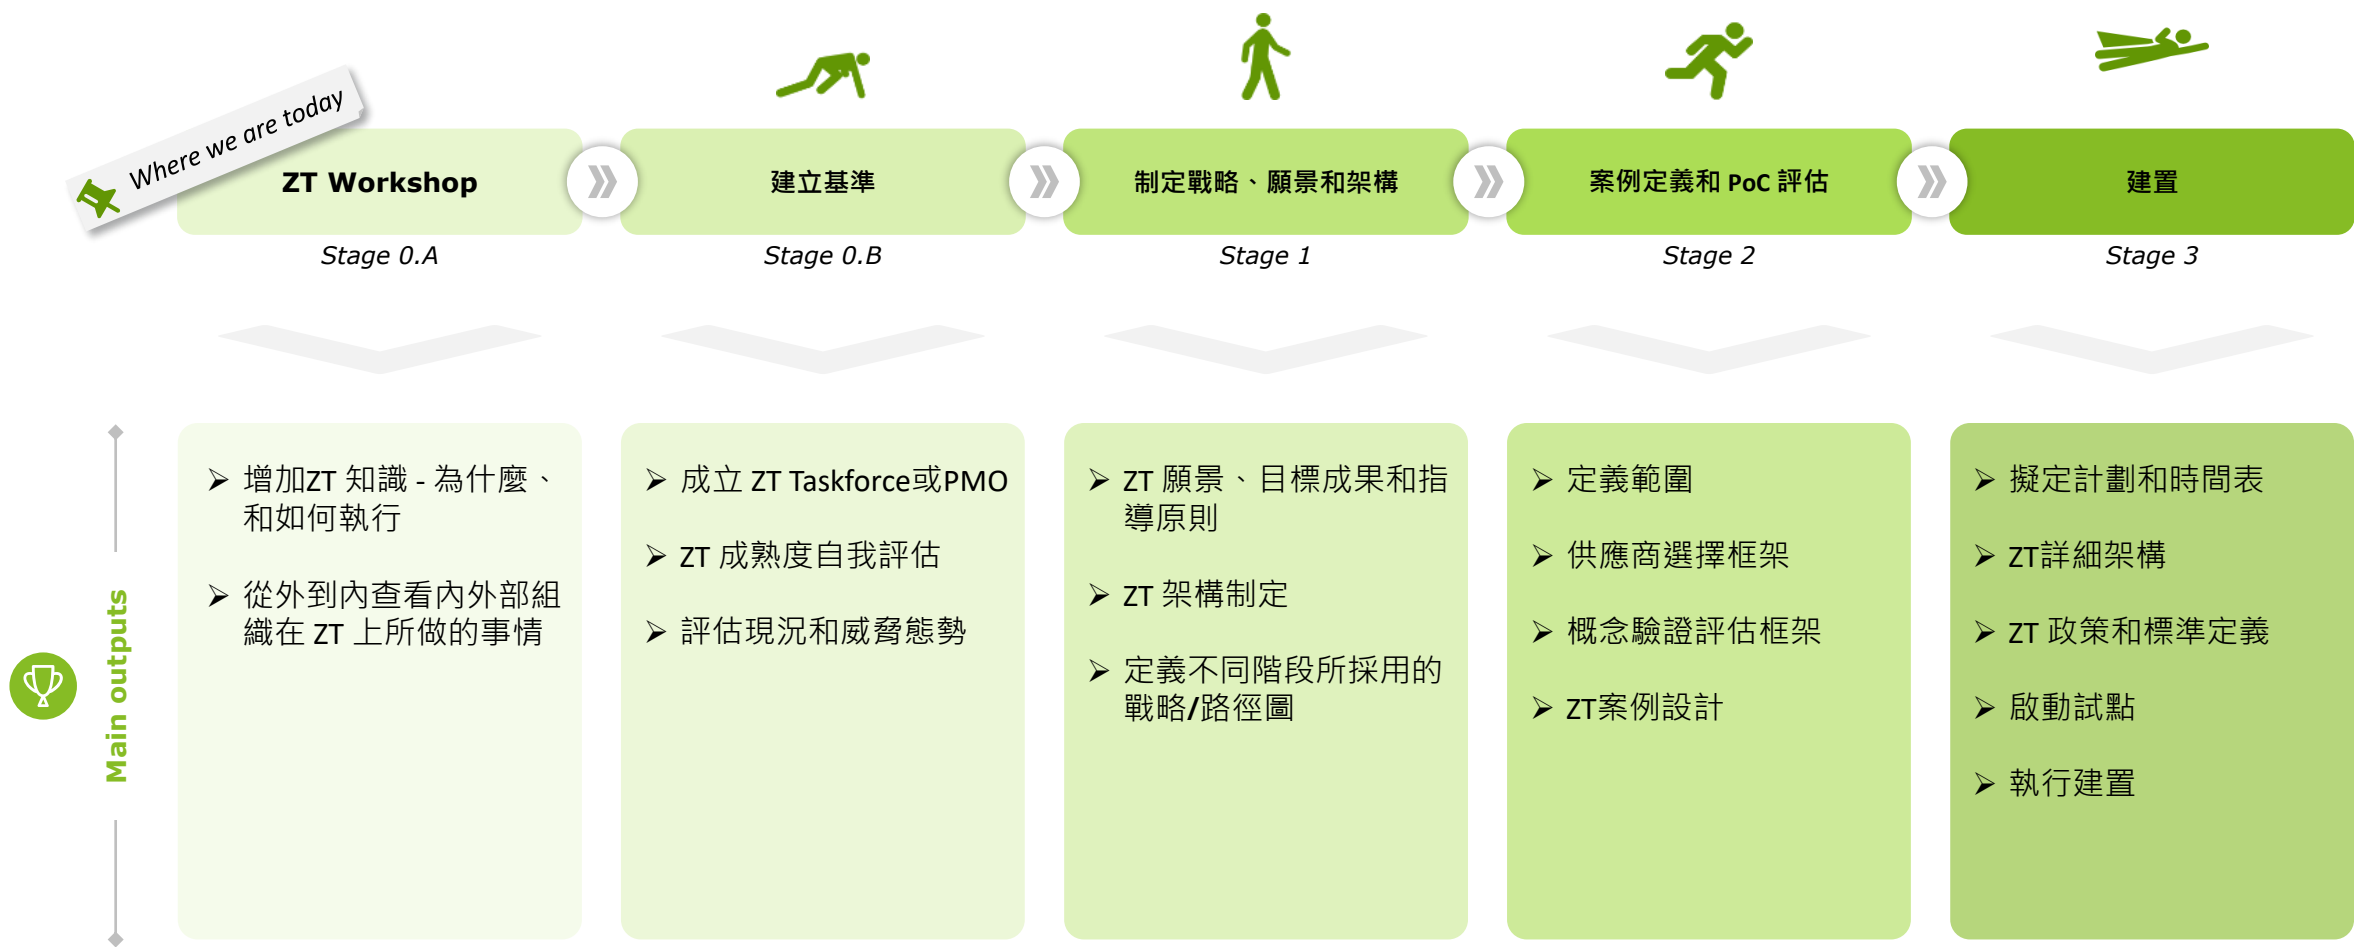 Where we are today
ZT Workshop
建立基準
制定戰略、願景和架構
案例定義和 PoC 評估
建置
Stage 0.A
Stage 0.B
Stage 1
Stage 2
Stage 3
Main outputs
➢ 增加ZT 知識 - 為什麼、
和如何執行
➢ 從外到內查看內外部組
織在 ZT 上所做的事情
➢ 成立 ZT Taskforce或PMO
➢ ZT 成熟度自我評估
➢ 評估現況和威脅態勢
➢ ZT 願景、目標成果和指
導原則
➢ ZT 架構制定
➢ 定義不同階段所採用的
戰略/路徑圖
➢ 定義範圍
➢ 供應商選擇框架
➢ 概念驗證評估框架
➢ ZT案例設計
➢ 擬定計劃和時間表
➢ ZT詳細架構
➢ ZT 政策和標準定義
➢ 啟動試點
➢ 執行建置